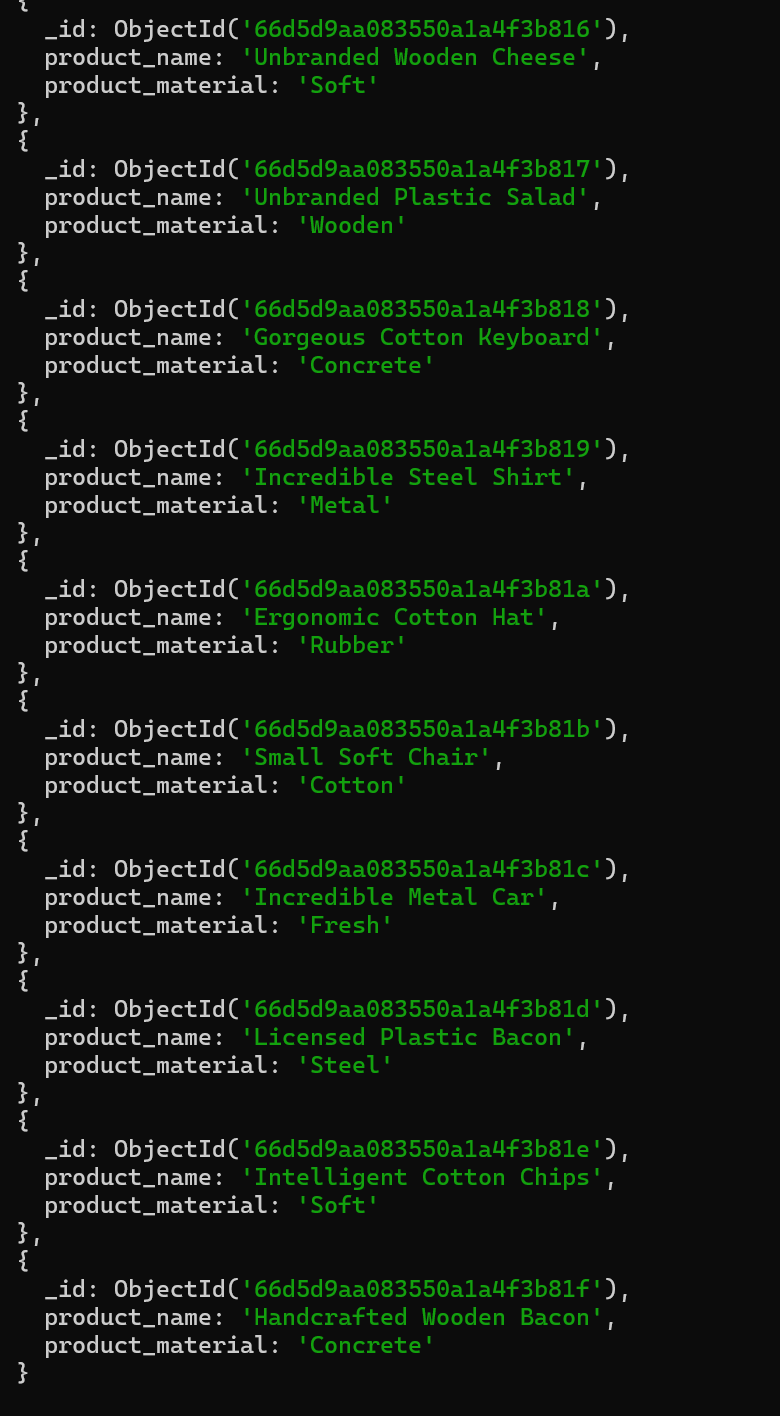 {
  _id: ObjectId('66d5d9aa083550a1a4f3b816'),
  product_name: 'Unbranded Wooden Cheese',
  product_material: 'Soft'
},
{
  _id: ObjectId('66d5d9aa083550a1a4f3b817'),
  product_name: 'Unbranded Plastic Salad',
  product_material: 'Wooden'
},
{
  _id: ObjectId('66d5d9aa083550a1a4f3b818'),
  product_name: 'Gorgeous Cotton Keyboard',
  product_material: 'Concrete'
},
{
  _id: ObjectId('66d5d9aa083550a1a4f3b819'),
  product_name: 'Incredible Steel Shirt',
  product_material: 'Metal'
},
{
  _id: ObjectId('66d5d9aa083550a1a4f3b81a'),
  product_name: 'Ergonomic Cotton Hat',
  product_material: 'Rubber'
},
{
  _id: ObjectId('66d5d9aa083550a1a4f3b81b'),
  product_name: 'Small Soft Chair',
  product_material: 'Cotton'
},
{
  _id: ObjectId('66d5d9aa083550a1a4f3b81c'),
  product_name: 'Incredible Metal Car',
  product_material: 'Fresh'
},
{
  _id: ObjectId('66d5d9aa083550a1a4f3b81d'),
  product_name: 'Licensed Plastic Bacon',
  product_material: 'Steel'
},
{
  _id: ObjectId('66d5d9aa083550a1a4f3b81e'),
  product_name: 'Intelligent Cotton Chips',
  product_material: 'Soft'
},
{
  _id: ObjectId('66d5d9aa083550a1a4f3b81f'),
  product_name: 'Handcrafted Wooden Bacon',
  product_material: 'Concrete'
}